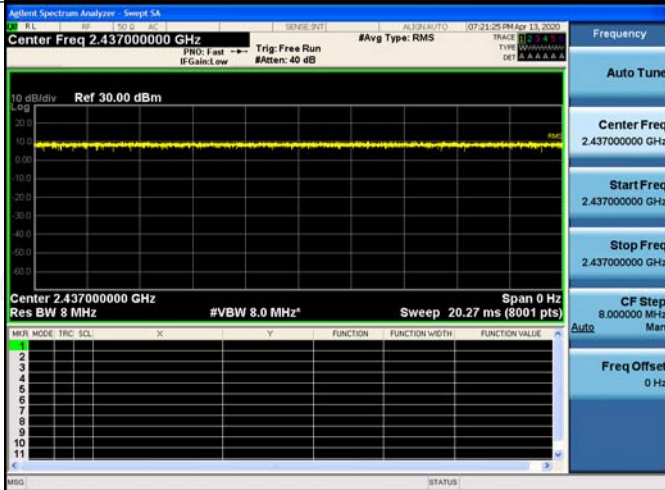 Agilent Spectrum Analyzer - Swept SA
RL RF 50 Ω AC SENSE:INT ALIGN AUTO 07:21:25 PM Apr 13, 2020
Center Freq 2.437000000 GHz
PNO: Fast
IFGain:Low
Trig: Free Run
#Atten: 40 dB
#Avg Type: RMS
TRACE 1 2 3 4 5 6
TYPE
DET A A A A A A
Frequency
Auto Tune
Center Freq
2.437000000 GHz
Start Freq
2.437000000 GHz
Stop Freq
2.437000000 GHz
CF Step
8.000000 MHz
Auto Man
Freq Offset
0 Hz
10 dB/div Ref 30.00 dBm
Log
20.0
10.0
0.00
-10.0
-20.0
-30.0
-40.0
-50.0
-60.0
RMS
Center 2.437000000 GHz Span 0 Hz
Res BW 8 MHz #VBW 8.0 MHz* Sweep 20.27 ms (8001 pts)
MKR MODE TRC SCL X Y FUNCTION FUNCTION WIDTH FUNCTION VALUE
1
2
3
4
5
6
7
8
9
10
11
MSG STATUS